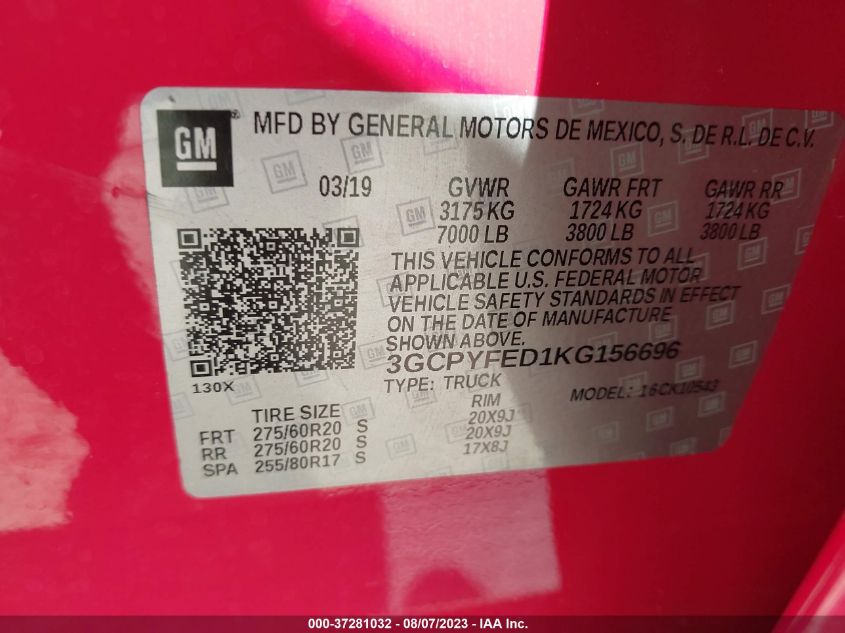 GM® MFD BY GENERAL MOTORS DE MEXICO, S. DE R.L. DE C.V.
03/19 GVWR GAWR FRT GAWR RR
3175 KG 1724 KG 1724 KG
7000 LB 3800 LB 3800 LB
THIS VEHICLE CONFORMS TO ALL
APPLICABLE U.S. FEDERAL MOTOR
VEHICLE SAFETY STANDARDS IN EFFECT
ON THE DATE OF MANUFACTURE
SHOWN ABOVE.
3GCPYFED1KG156696
130X TYPE: TRUCK MODEL: 16CK10543
TIRE SIZE RIM
FRT 275/60R20 S 20X9J
RR 275/60R20 S 20X9J
SPA 255/80R17 S 17X8J
000-37281032 - 08/07/2023 - IAA Inc.